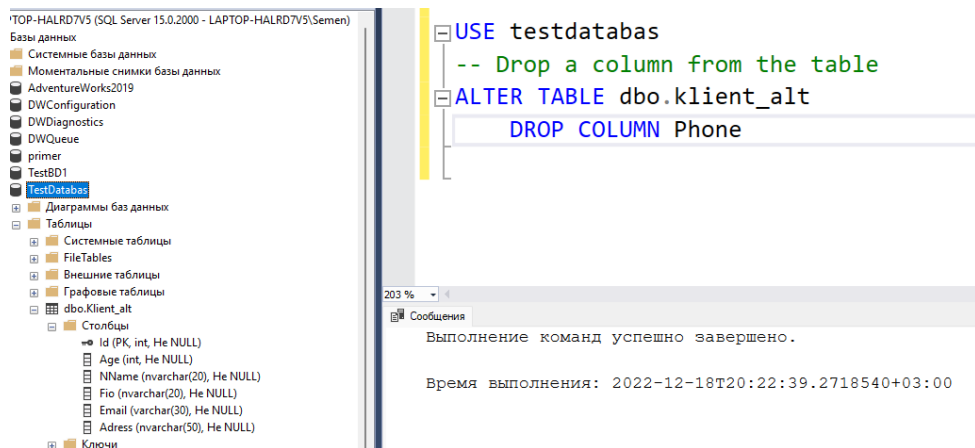 'TOP-HALRD7V5 (SQL Server 15.0.2000 - LAPTOP-HALRD7V5\Semen)
Базы данных
Системные базы данных
Моментальные снимки базы данных
AdventureWorks2019
DWConfiguration
DWDiagnostics
DWQueue
primer
TestBD1
TestDatabas
Диаграммы баз данных
Таблицы
Системные таблицы
FileTables
Внешние таблицы
Графовые таблицы
dbo.Klient_alt
Столбцы
Id (PK, int, Не NULL)
Age (int, Не NULL)
NName (nvarchar(20), Не NULL)
Fio (nvarchar(20), Не NULL)
Email (varchar(30), Не NULL)
Adress (nvarchar(50), Не NULL)
Ключи
USE testdatabas
-- Drop a column from the table
ALTER TABLE dbo.klient_alt
DROP COLUMN Phone
203 %
Сообщения
Выполнение команд успешно завершено.
Время выполнения: 2022-12-18T20:22:39.2718540+03:00